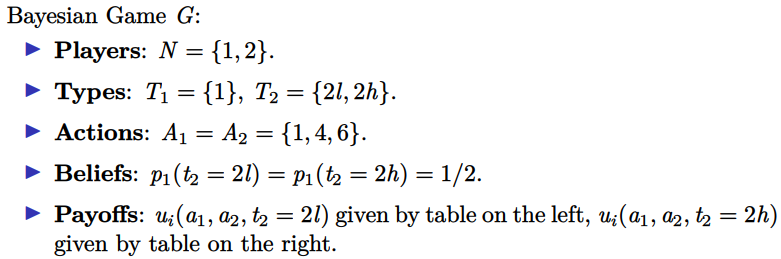 Bayesian Game G:
▶ Players: N = {1, 2}.
▶ Types: T₁ = {1}, T₂ = {2l, 2h}.
▶ Actions: A₁ = A₂ = {1, 4, 6}.
▶ Beliefs: p₁(t₂ = 2l) = p₁(t₂ = 2h) = 1/2.
▶ Payoffs: uᵢ(a₁, a₂, t₂ = 2l) given by table on the left, uᵢ(a₁, a₂, t₂ = 2h)
given by table on the right.